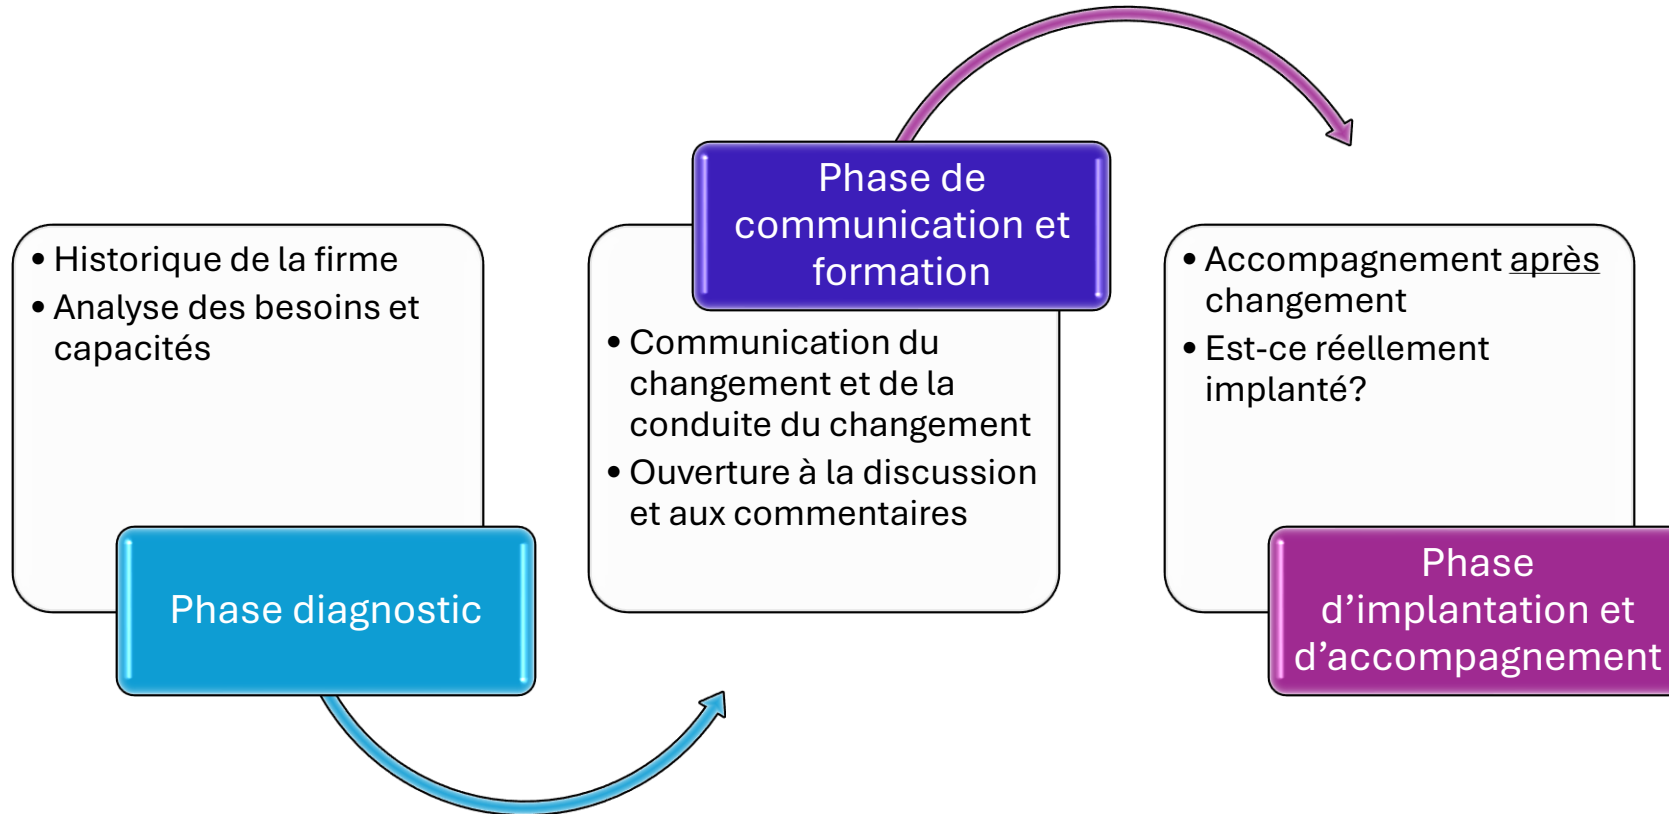 • Historique de la firme
• Analyse des besoins et
capacités
Phase diagnostic
Phase de
communication et
formation
• Communication du
changement et de la
conduite du changement
• Ouverture à la discussion
et aux commentaires
• Accompagnement après
changement
• Est-ce réellement
implanté?
Phase
d’implantation et
d’accompagnement